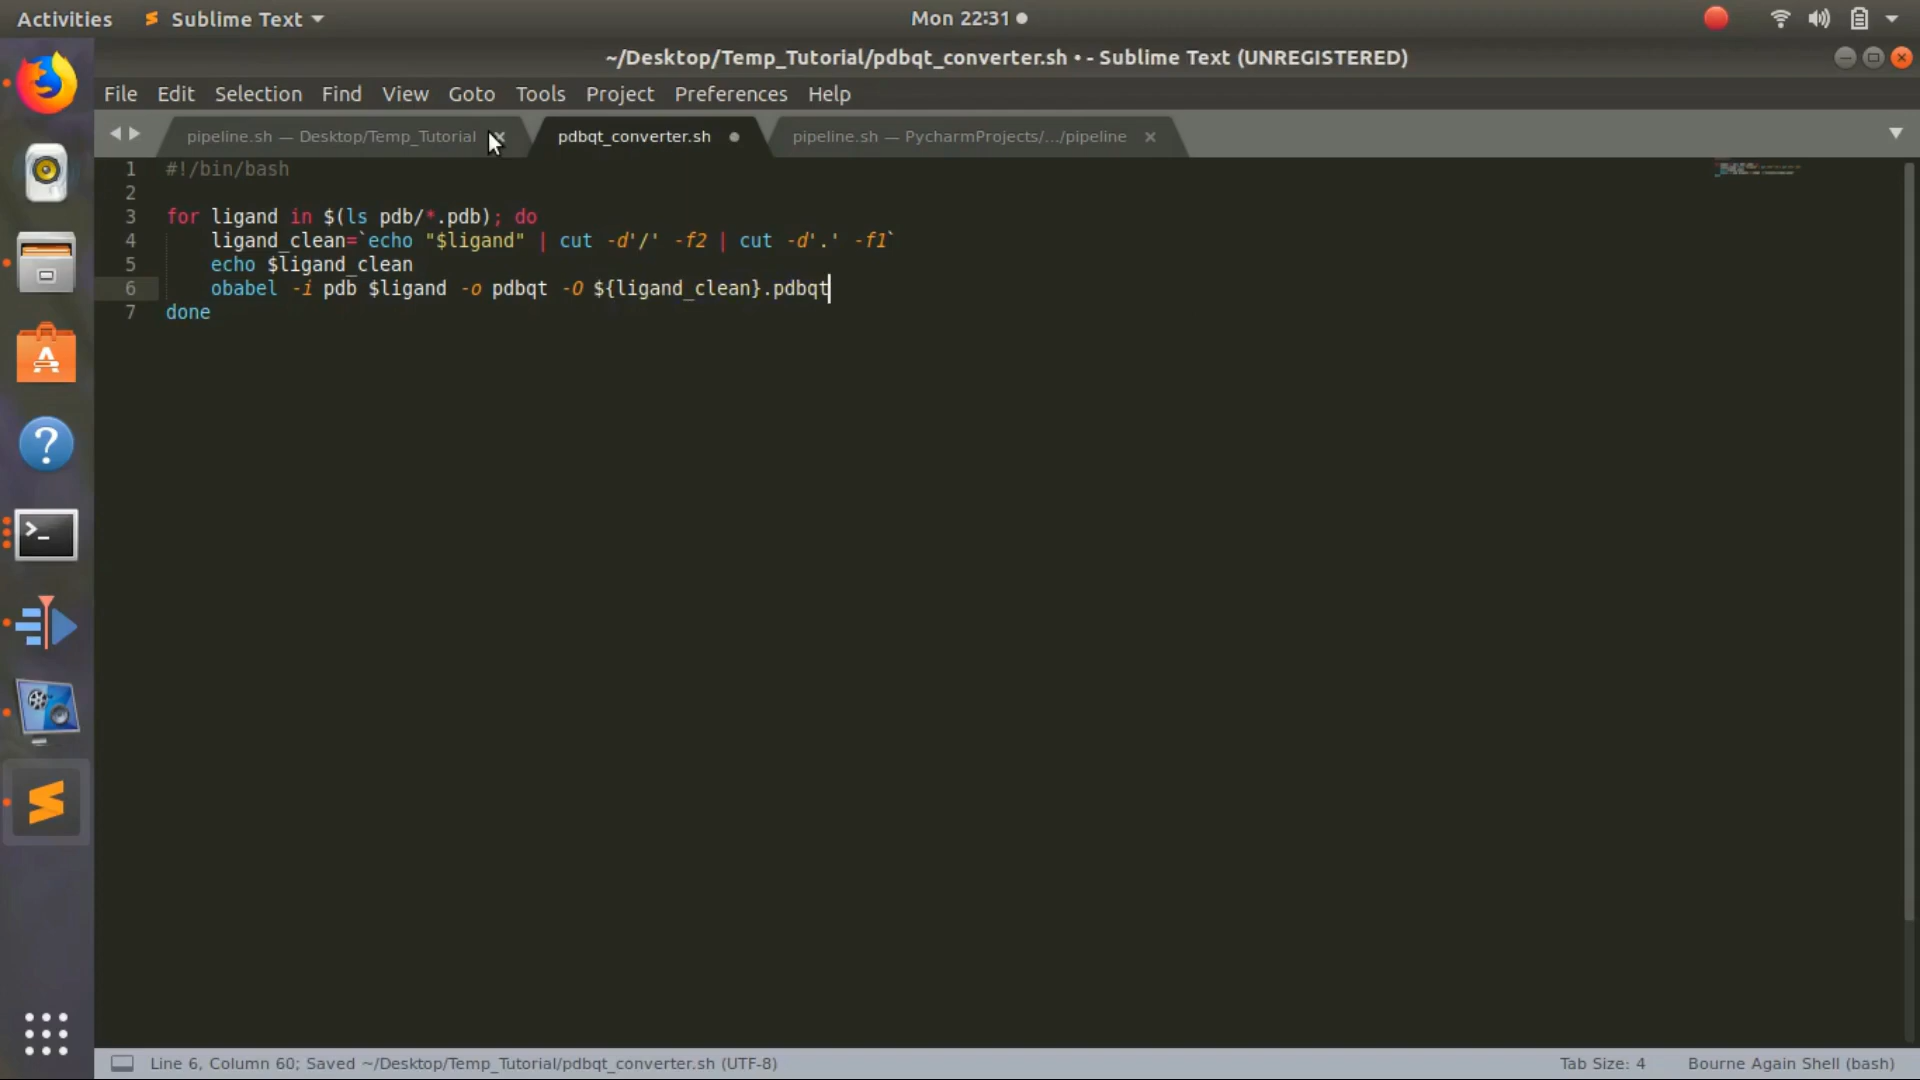 Activities Sublime Text Mon 22:31
~/Desktop/Temp_Tutorial/pdbqt_converter.sh • - Sublime Text (UNREGISTERED)
File Edit Selection Find View Goto Tools Project Preferences Help
pipeline.sh — Desktop/Temp_Tutorial pdbqt_converter.sh pipeline.sh — PycharmProjects/.../pipeline
1 #!/bin/bash
2
3 for ligand in $(ls pdb/*.pdb); do
4 ligand_clean=`echo "$ligand" | cut -d'/' -f2 | cut -d'.' -f1`
5 echo $ligand_clean
6 obabel -i pdb $ligand -o pdbqt -O ${ligand_clean}.pdbqt
7 done
Line 6, Column 60; Saved ~/Desktop/Temp_Tutorial/pdbqt_converter.sh (UTF-8) Tab Size: 4 Bourne Again Shell (bash)